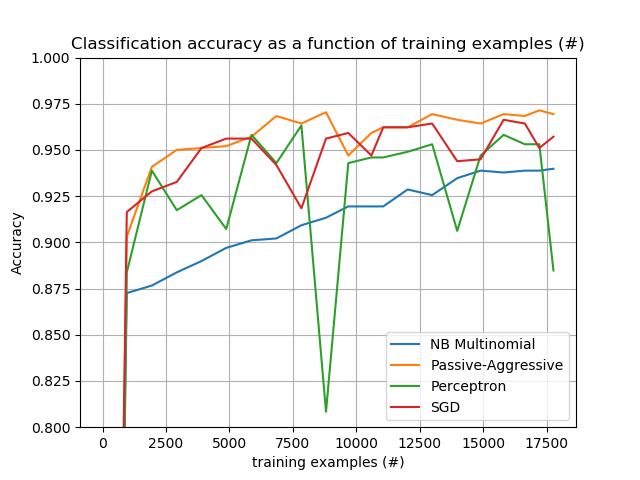 Classification accuracy as a function of training examples (#)
1.000
0.975
0.950
0.925
0.900
0.875
0.850
0.825
0.800
Accuracy
NB Multinomial
Passive-Aggressive
Perceptron
SGD
0 2500 5000 7500 10000 12500 15000 17500
training examples (#)